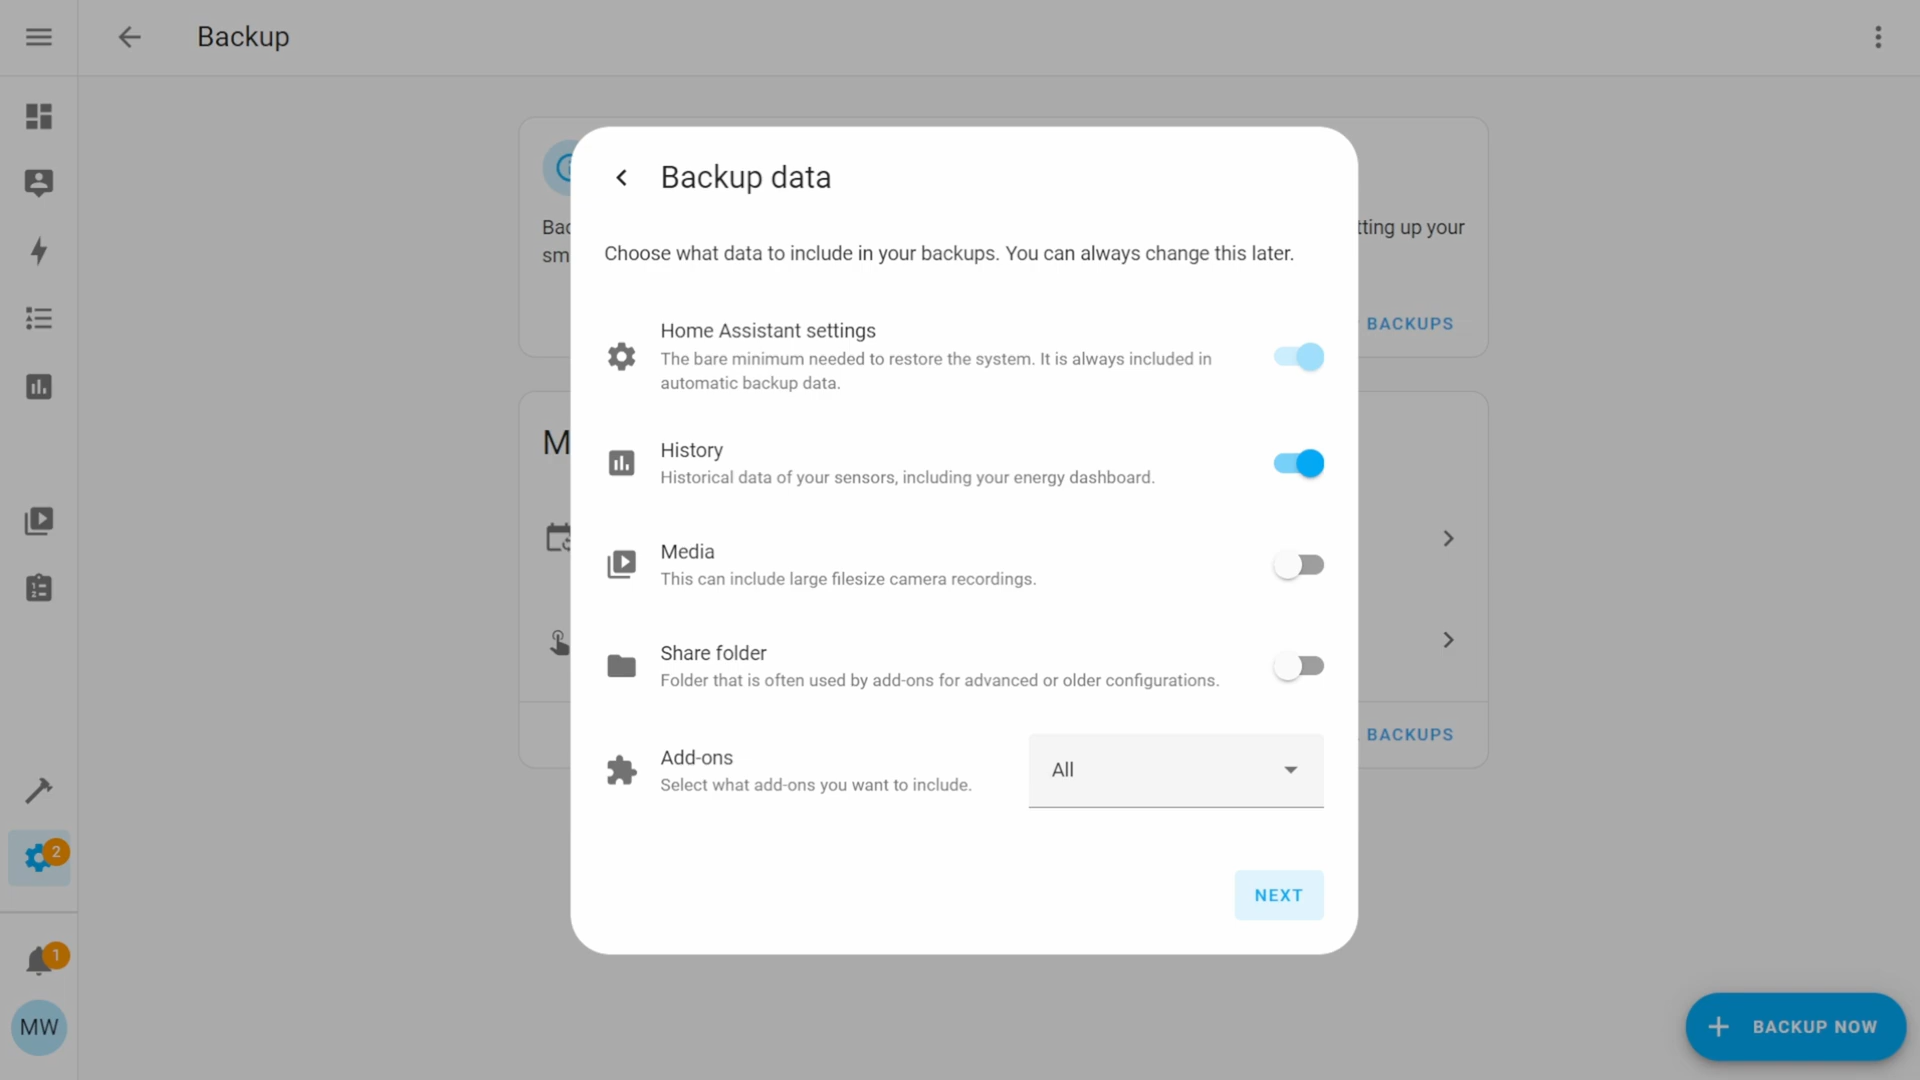 Backup
Bac
tting up your
sm
BACKUPS
M
BACKUPS
Backup data
Choose what data to include in your backups. You can always change this later.
Home Assistant settings
The bare minimum needed to restore the system. It is always included in
automatic backup data.
History
Historical data of your sensors, including your energy dashboard.
Media
This can include large filesize camera recordings.
Share folder
Folder that is often used by add-ons for advanced or older configurations.
Add-ons
Select what add-ons you want to include.
All
NEXT
2
1
MW
BACKUP NOW